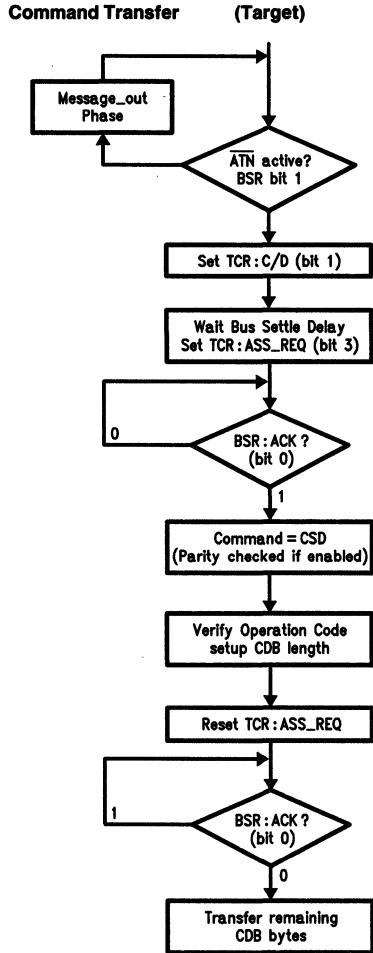 Command Transfer (Target)
Message_out
Phase
A̅T̅N̅ active?
BSR bit 1
Set TCR:C/D (bit 1)
Wait Bus Settle Delay
Set TCR:ASS_REQ (bit 3)
0
BSR:ACK?
(bit 0)
1
Command = CSD
(Parity checked if enabled)
Verify Operation Code
setup CDB length
Reset TCR:ASS_REQ
1
BSR:ACK?
(bit 0)
0
Transfer remaining
CDB bytes